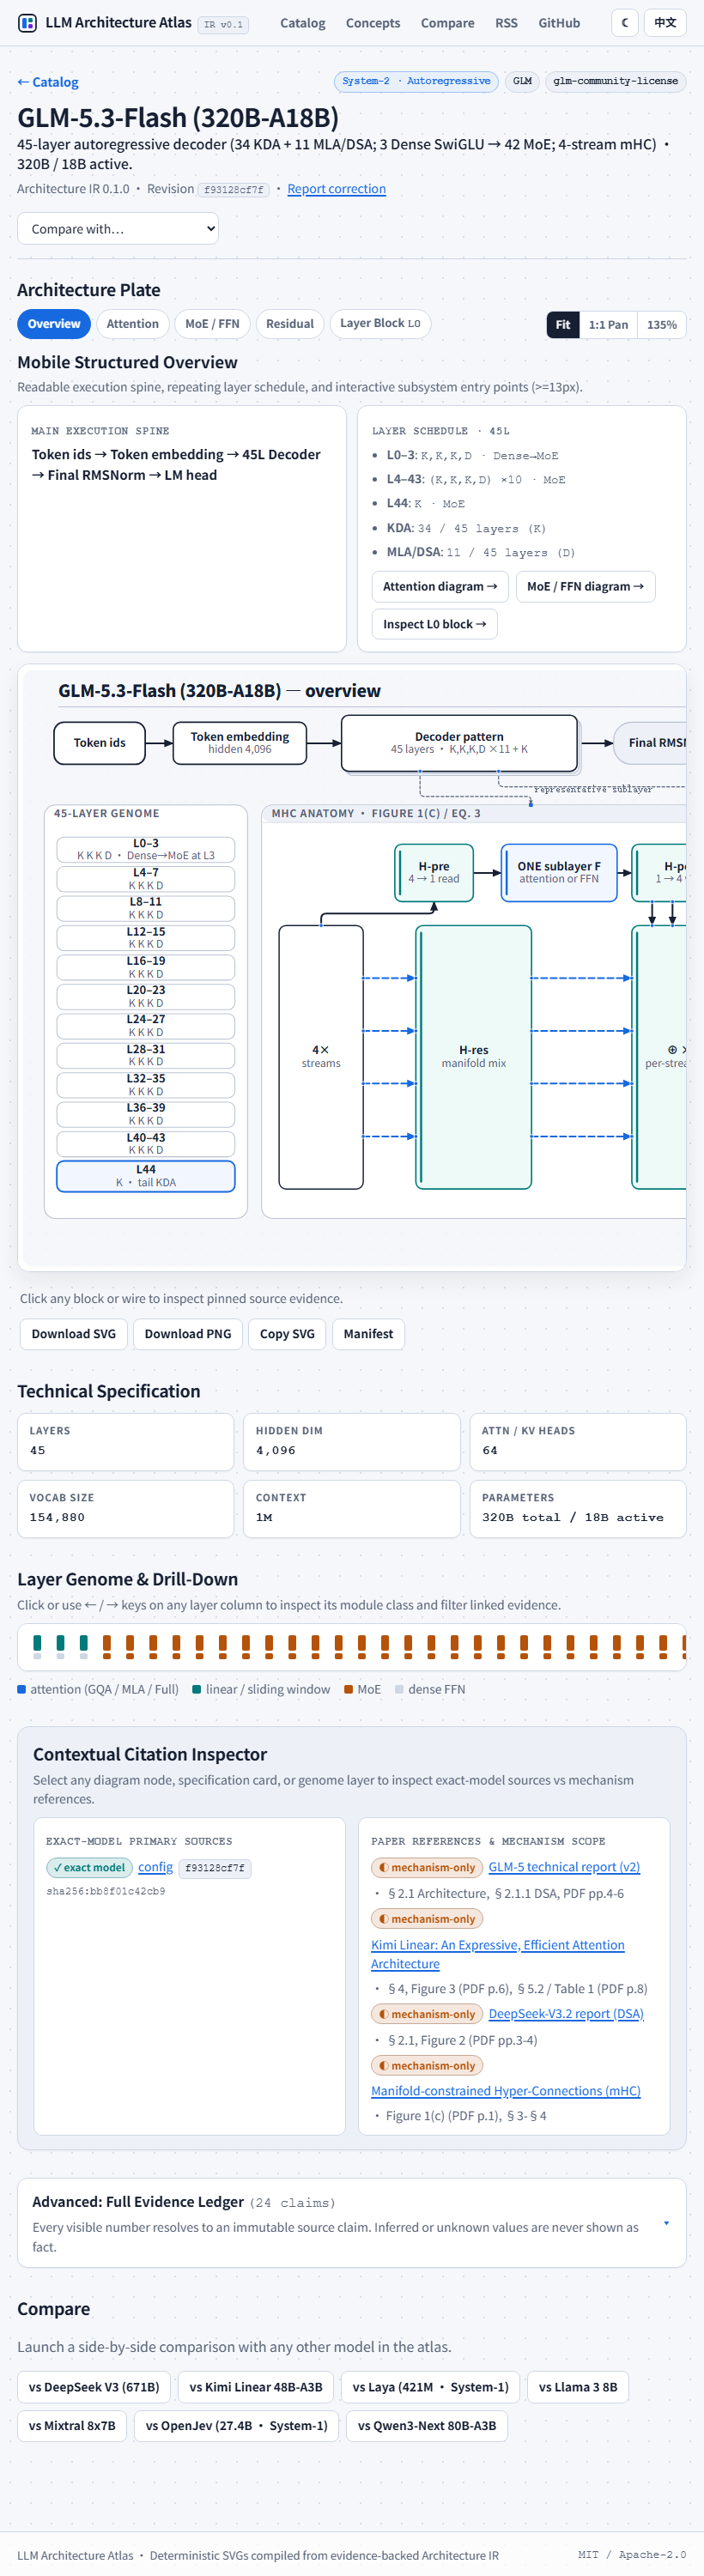 LLM Architecture Atlas IR v0.1 Catalog Concepts Compare RSS GitHub ☾ 中文
← Catalog System-2 · Autoregressive GLM glm-community-license
GLM-5.3-Flash (320B-A18B)
45-layer autoregressive decoder (34 KDA + 11 MLA/DSA; 3 Dense SwiGLU → 42 MoE; 4-stream mHC) •
320B / 18B active.
Architecture IR 0.1.0 • Revision f93128cf7f • Report correction
Compare with...
Architecture Plate
Overview Attention MoE / FFN Residual Layer Block L0 Fit 1:1 Pan 135%
Mobile Structured Overview
Readable execution spine, repeating layer schedule, and interactive subsystem entry points (>=13px).
MAIN EXECUTION SPINE
Token ids → Token embedding → 45L Decoder
→ Final RMSNorm → LM head
LAYER SCHEDULE · 45L
• L0–3: K,K,K,D · Dense→MoE
• L4–43: (K,K,K,D) ×10 · MoE
• L44: K · MoE
• KDA: 34 / 45 layers (K)
• MLA/DSA: 11 / 45 layers (D)
Attention diagram → MoE / FFN diagram →
Inspect L0 block →
GLM-5.3-Flash (320B-A18B) — overview
Token ids
Token embedding
hidden 4,096
Decoder pattern
45 layers • K,K,K,D ×11 + K
Final RMSN
representative sublayer
45-LAYER GENOME
L0–3
K K K D • Dense→MoE at L3
L4–7
K K K D
L8–11
K K K D
L12–15
K K K D
L16–19
K K K D
L20–23
K K K D
L24–27
K K K D
L28–31
K K K D
L32–35
K K K D
L36–39
K K K D
L40–43
K K K D
L44
K • tail KDA
MHC ANATOMY • FIGURE 1(C) / EQ. 3
H-pre
4 → 1 read
ONE sublayer F
attention or FFN
H-po
1 → 4
4×
streams
H-res
manifold mix
⊕ ×
per-strea
Click any block or wire to inspect pinned source evidence.
Download SVG Download PNG Copy SVG Manifest
Technical Specification
LAYERS
45
HIDDEN DIM
4,096
ATTN / KV HEADS
64
VOCAB SIZE
154,880
CONTEXT
1M
PARAMETERS
320B total / 18B active
Layer Genome & Drill-Down
Click or use ← / → keys on any layer column to inspect its module class and filter linked evidence.
attention (GQA / MLA / Full) linear / sliding window MoE dense FFN
Contextual Citation Inspector
Select any diagram node, specification card, or genome layer to inspect exact-model sources vs mechanism
references.
EXACT-MODEL PRIMARY SOURCES
✓ exact model config f93128cf7f
sha256:bb8f01c42cb9
PAPER REFERENCES & MECHANISM SCOPE
◐ mechanism-only GLM-5 technical report (v2)
• § 2.1 Architecture, § 2.1.1 DSA, PDF pp.4-6
◐ mechanism-only
Kimi Linear: An Expressive, Efficient Attention
Architecture
• § 4, Figure 3 (PDF p.6), § 5.2 / Table 1 (PDF p.8)
◐ mechanism-only DeepSeek-V3.2 report (DSA)
• § 2.1, Figure 2 (PDF pp.3-4)
◐ mechanism-only
Manifold-constrained Hyper-Connections (mHC)
• Figure 1(c) (PDF p.1), § 3- § 4
Advanced: Full Evidence Ledger (24 claims)
Every visible number resolves to an immutable source claim. Inferred or unknown values are never shown as
fact.
Compare
Launch a side-by-side comparison with any other model in the atlas.
vs DeepSeek V3 (671B) vs Kimi Linear 48B-A3B vs Laya (421M • System-1) vs Llama 3 8B
vs Mixtral 8x7B vs OpenJev (27.4B • System-1) vs Qwen3-Next 80B-A3B
LLM Architecture Atlas • Deterministic SVGs compiled from evidence-backed Architecture IR MIT / Apache-2.0